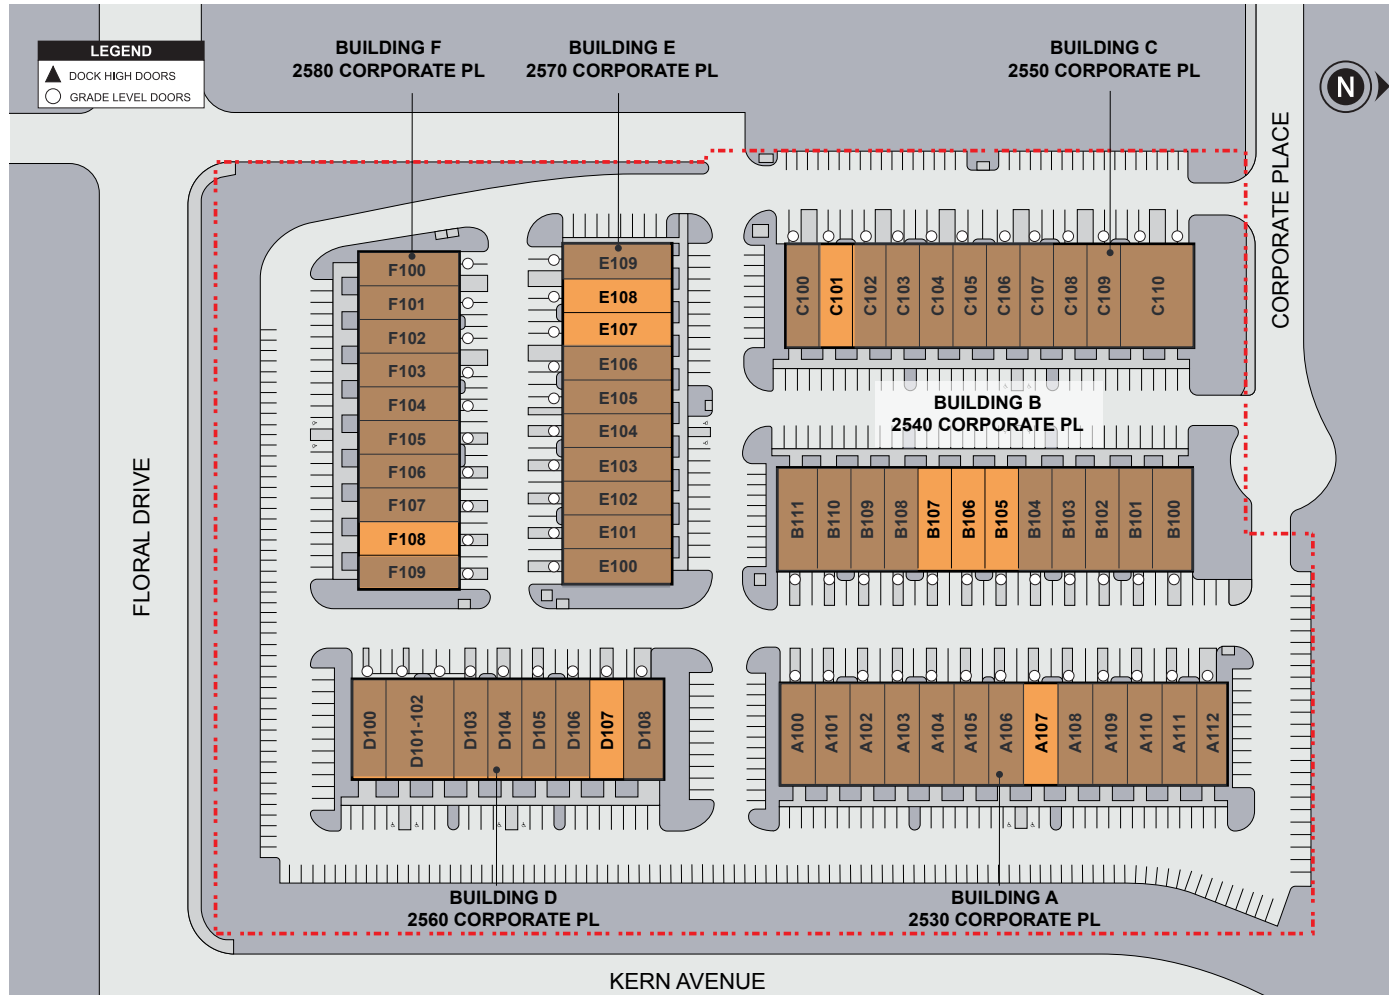 LEGEND
DOCK HIGH DOORS
GRADE LEVEL DOORS
BUILDING F
2580 CORPORATE PL
BUILDING E
2570 CORPORATE PL
BUILDING C
2550 CORPORATE PL
N
CORPORATE PLACE
FLORAL DRIVE
F100
F101
F102
F103
F104
F105
F106
F107
F108
F109
E109
E108
E107
E106
E105
E104
E103
E102
E101
E100
C100
C101
C102
C103
C104
C105
C106
C107
C108
C109
C110
BUILDING B
2540 CORPORATE PL
B111
B110
B109
B108
B107
B106
B105
B104
B103
B102
B101
B100
D100
D101-102
D103
D104
D105
D106
D107
D108
A100
A101
A102
A103
A104
A105
A106
A107
A108
A109
A110
A111
A112
BUILDING D
2560 CORPORATE PL
BUILDING A
2530 CORPORATE PL
KERN AVENUE